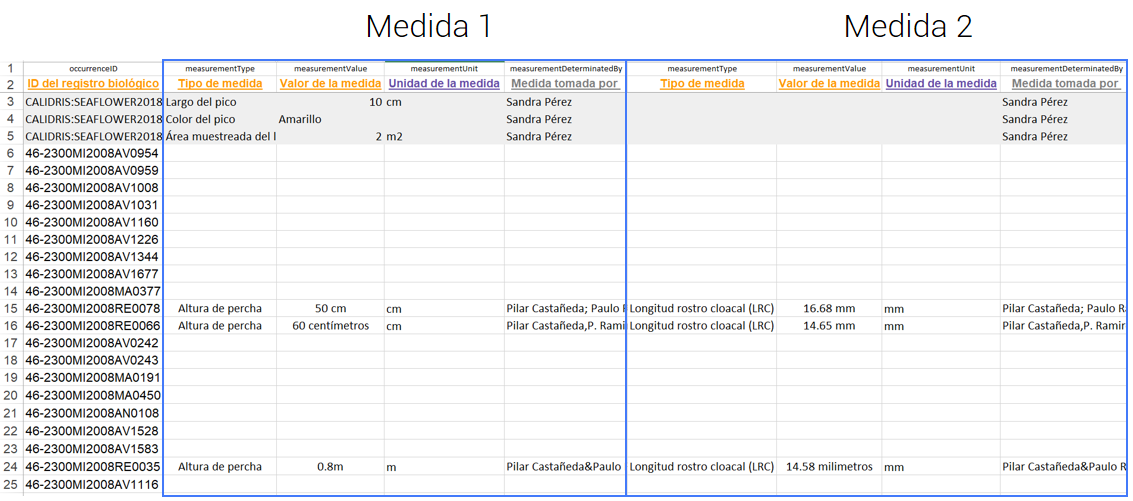 Medida 1 Medida 2
1 occurrenceID measurementType measurementValue measurementUnit measurementDeterminatedBy measurementType measurementValue measurementUnit measurementDeterminatedBy
2 ID del registro biológico Tipo de medida Valor de la medida Unidad de la medida Medida tomada por Tipo de medida Valor de la medida Unidad de la medida Medida tomada por
3 CALIDRIS:SEAFLOWER2018 Largo del pico 10 cm Sandra Pérez Sandra Pérez
4 CALIDRIS:SEAFLOWER2018 Color del pico Amarillo Sandra Pérez Sandra Pérez
5 CALIDRIS:SEAFLOWER2018 Área muestreada del 2 m2 Sandra Pérez Sandra Pérez
6 46-2300MI2008AV0954
7 46-2300MI2008AV0959
8 46-2300MI2008AV1008
9 46-2300MI2008AV1031
10 46-2300MI2008AV1160
11 46-2300MI2008AV1226
12 46-2300MI2008AV1344
13 46-2300MI2008AV1677
14 46-2300MI2008MA0377
15 46-2300MI2008RE0078 Altura de percha 50 cm cm Pilar Castañeda; Paulo Longitud rostro cloacal (LRC) 16.68 mm mm Pilar Castañeda; Paulo
16 46-2300MI2008RE0066 Altura de percha 60 centímetros cm Pilar Castañeda,P. Rami Longitud rostro cloacal (LRC) 14.65 mm mm Pilar Castañeda,P. Ramir
17 46-2300MI2008AV0242
18 46-2300MI2008AV0243
19 46-2300MI2008MA0191
20 46-2300MI2008MA0450
21 46-2300MI2008AN0108
22 46-2300MI2008AV1528
23 46-2300MI2008AV1583
24 46-2300MI2008RE0035 Altura de percha 0.8m m Pilar Castañeda&Paulo Longitud rostro cloacal (LRC) 14.58 milimetros mm Pilar Castañeda&Paulo R
25 46-2300MI2008AV1116